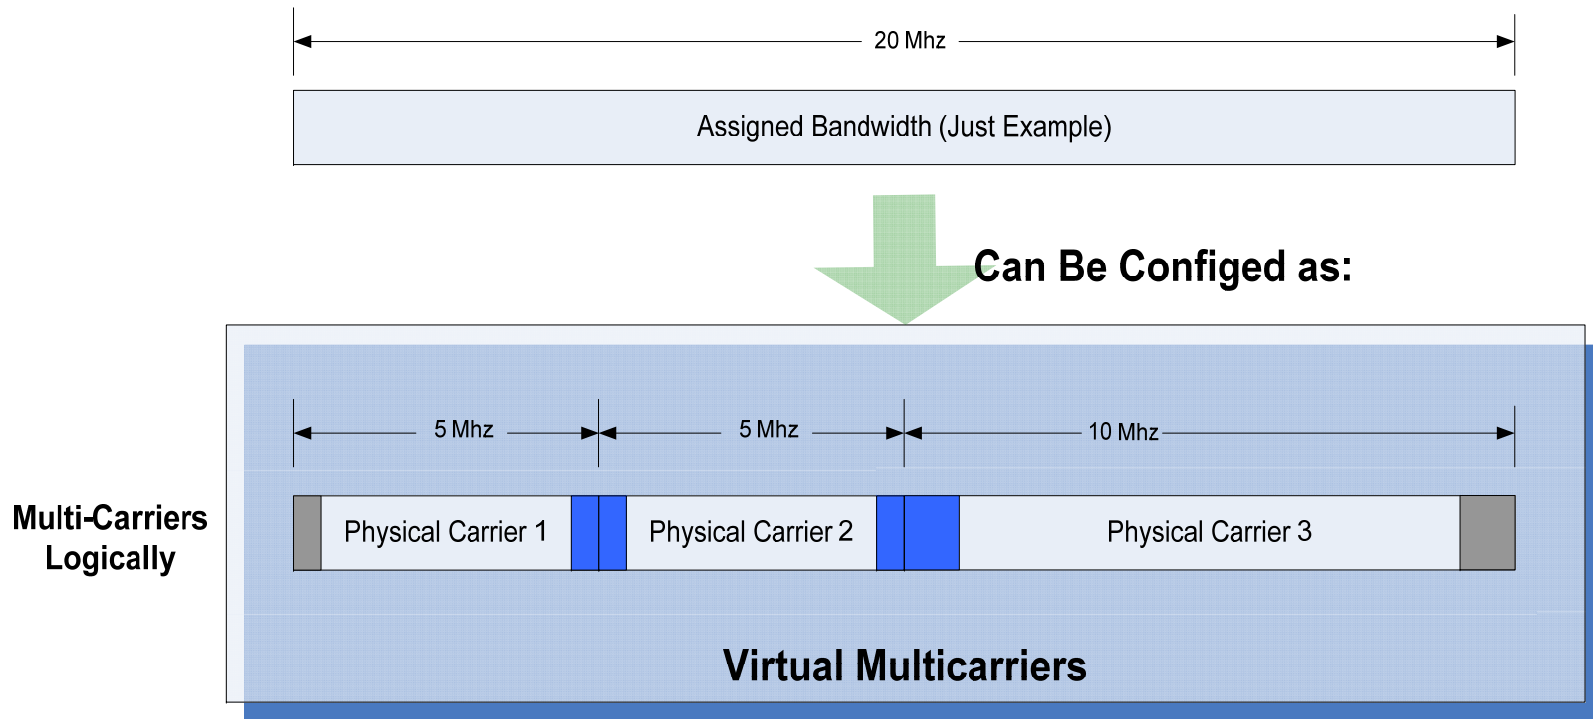 20 Mhz
Assigned Bandwidth (Just Example)
Can Be Configed as:
5 Mhz
5 Mhz
10 Mhz
Multi-Carriers
Logically
Physical Carrier 1
Physical Carrier 2
Physical Carrier 3
Virtual Multicarriers